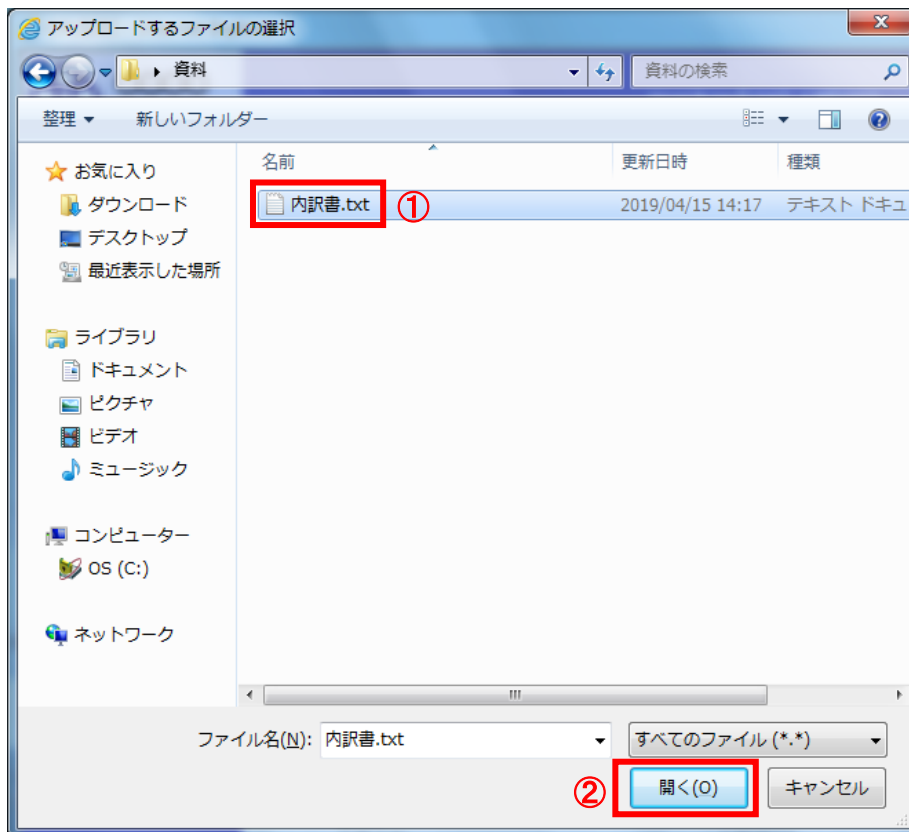 アップロードするファイルの選択
資料
資料の検索
整理
新しいフォルダー
お気に入り
ダウンロード
デスクトップ
最近表示した場所
ライブラリ
ドキュメント
ピクチャ
ビデオ
ミュージック
コンピューター
OS (C:)
ネットワーク
名前 更新日時 種類
内訳書.txt ① 2019/04/15 14:17 テキスト ドキュ
ファイル名(N): 内訳書.txt すべてのファイル (*.*)
② 開く(O) キャンセル